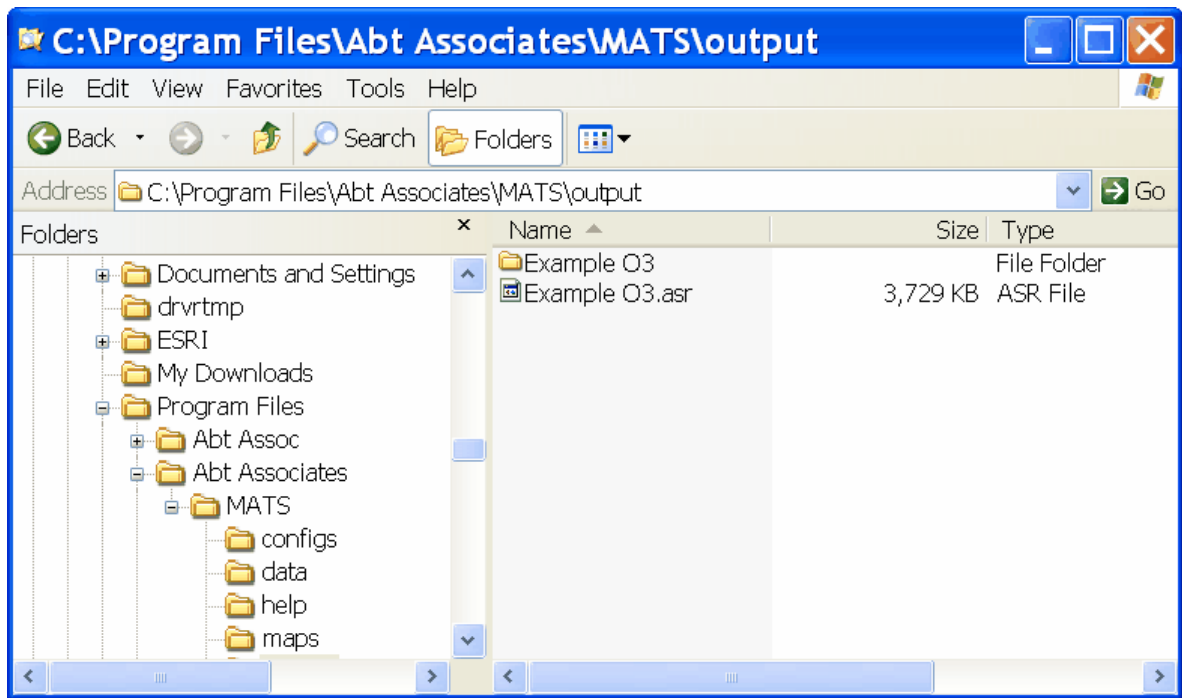 C:\Program Files\Abt Associates\MATS\output
File Edit View Favorites Tools Help
Back Search Folders
Address C:\Program Files\Abt Associates\MATS\output Go
Folders
Documents and Settings
drvrtmp
ESRI
My Downloads
Program Files
Abt Assoc
Abt Associates
MATS
configs
data
help
maps
Name Size Type
Example O3 File Folder
Example O3.asr 3,729 KB ASR File